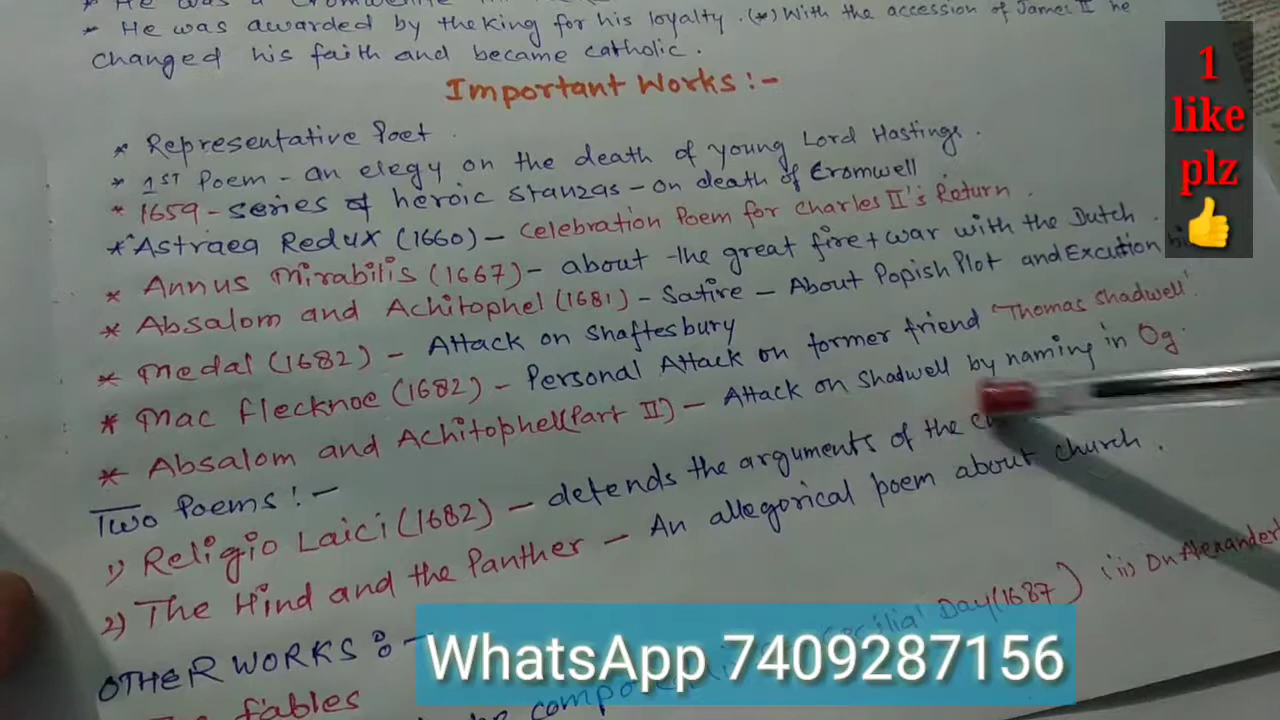 * He was a Cromwellite
* He was awarded by the king for his loyalty. (*) With the accession of James II he
changed his faith and became catholic.
Important Works:-
* Representative Poet.
* 1ST Poem - an elegy on the death of young Lord Hastings.
* 1659 - series of heroic stanzas - on death of Cromwell
* Astraea Redux (1660) - Celebration Poem for Charles II's Return.
* Annus Mirabilis (1667) - about the great fire + war with the Dutch.
* Absalom and Achitophel (1681) - Satire - About Popish Plot and Excution
* Medal (1682) - Attack on Shaftesbury
* Mac Flecknoe (1682) - Personal Attack on former friend 'Thomas Shadwell'.
* Absalom and Achitophel (Part II) - Attack on Shadwell by naming in Og.
Two Poems:-
1) Religio Laici (1682) - defends the arguments of the
2) The Hind and the Panther - An allegorical poem about church.
OTHER WORKS:-
Day (1687) (ii) On Alexander
fables
1
like
plz
WhatsApp 7409287156